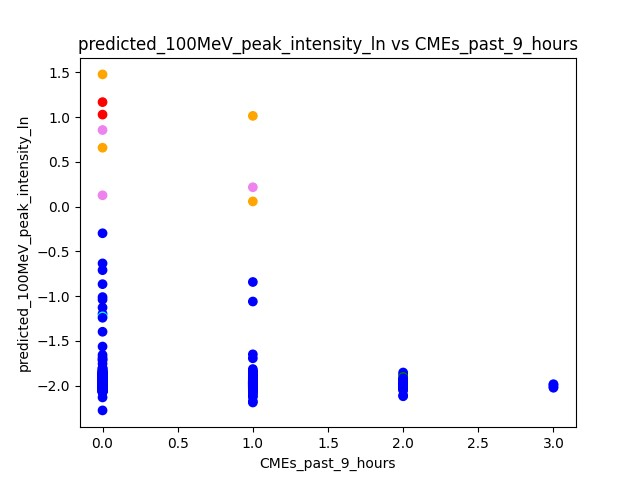 predicted_100MeV_peak_intensity_ln vs CMEs_past_9_hours
1.5
1.0
0.5
0.0
−0.5
−1.0
−1.5
−2.0
predicted_100MeV_peak_intensity_ln
0.0 0.5 1.0 1.5 2.0 2.5 3.0
CMEs_past_9_hours